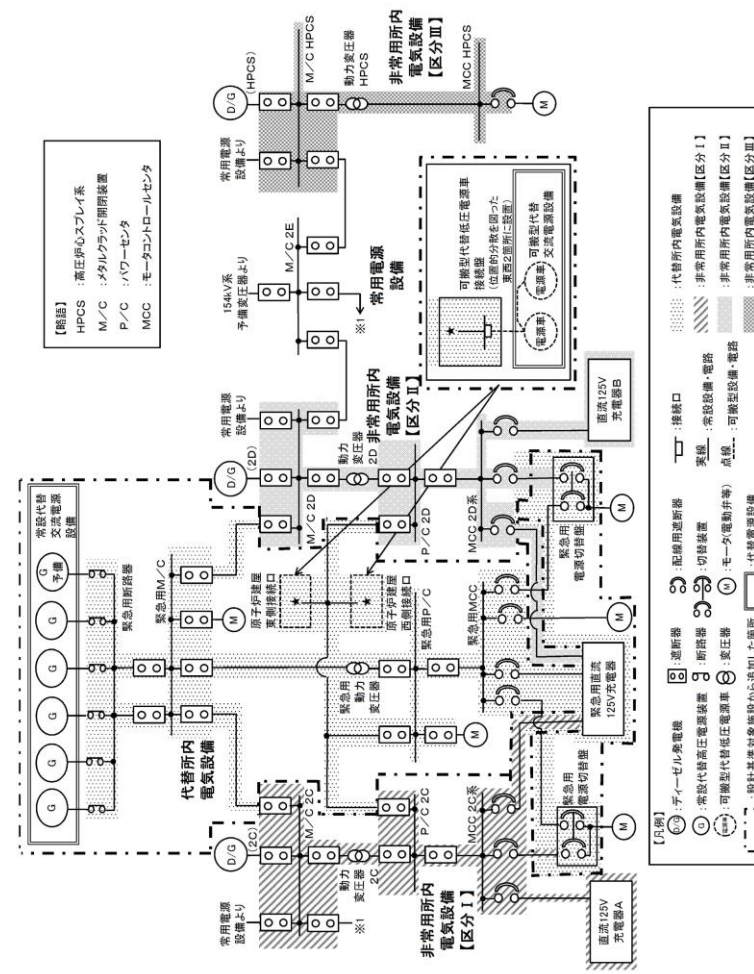 【略語】
HPCS :高圧炉心スプレイ系
M/C :メタルクラッド開閉装置
P/C :パワーセンタ
MCC :モータコントロールセンタ
常設代替
交流電源
設備
G
G
G
G
G
G
予備
緊急用断路器
緊急用M/C
M
代替所内
電気設備
緊急用
動力
変圧器
緊急用P/C
M
原子炉建屋
東側接続口
★
原子炉建屋
西側接続口
★
緊急用MCC
M
緊急用直流
125V充電器
常用電源
設備より
D/G
(2C)
M/C 2C
※1
動力
変圧器
2C
P/C 2C
非常用所内
電気設備
【区分Ⅰ】
MCC 2C系
直流125V
充電器A
緊急用
電源切替盤
M
常用電源
設備より
D/G
(2D)
M/C 2D
動力
変圧器
2D
P/C 2D
非常用所内
電気設備
【区分Ⅱ】
MCC 2D系
直流125V
充電器B
緊急用
電源切替盤
M
154kV系
予備変圧器より
M/C 2E
※1
常用電源
設備
常用電源
設備より
D/G
(HPCS)
M/C HPCS
動力変圧器
HPCS
非常用所内
電気設備
【区分Ⅲ】
MCC HPCS
M
★
可搬型代替低圧電源車
接続盤
(位置的分散を図った
東西2箇所に設置)
電源車
電源車
可搬型代替
交流電源設備
【凡例】
D/G :ディーゼル発電機
G :常設代替高圧電源装置
電源車 :可搬型代替低圧電源車
:遮断器
:断路器
:変圧器
:配線用遮断器
:切替装置
M :モータ(電動弁等)
:接続口
実線 :常設設備・電路
点線 :可搬型設備・電路
:代替所内電気設備
:非常用所内電気設備【区分Ⅰ】
:非常用所内電気設備【区分Ⅱ】
:非常用所内電気設備【区分Ⅲ】
:設計基準対象施設から追加した箇所
:代替電源設備